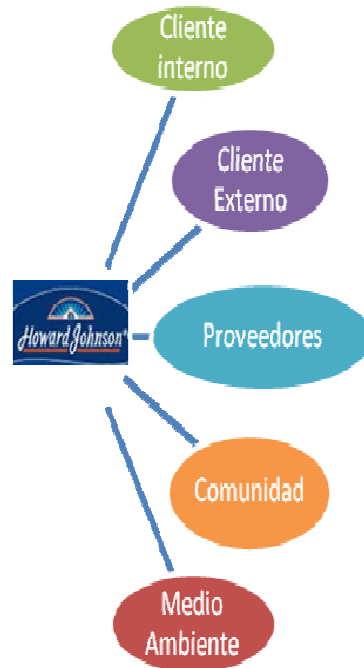 Cliente
interno
Cliente
Externo
Howard Johnson
Proveedores
Comunidad
Medio
Ambiente